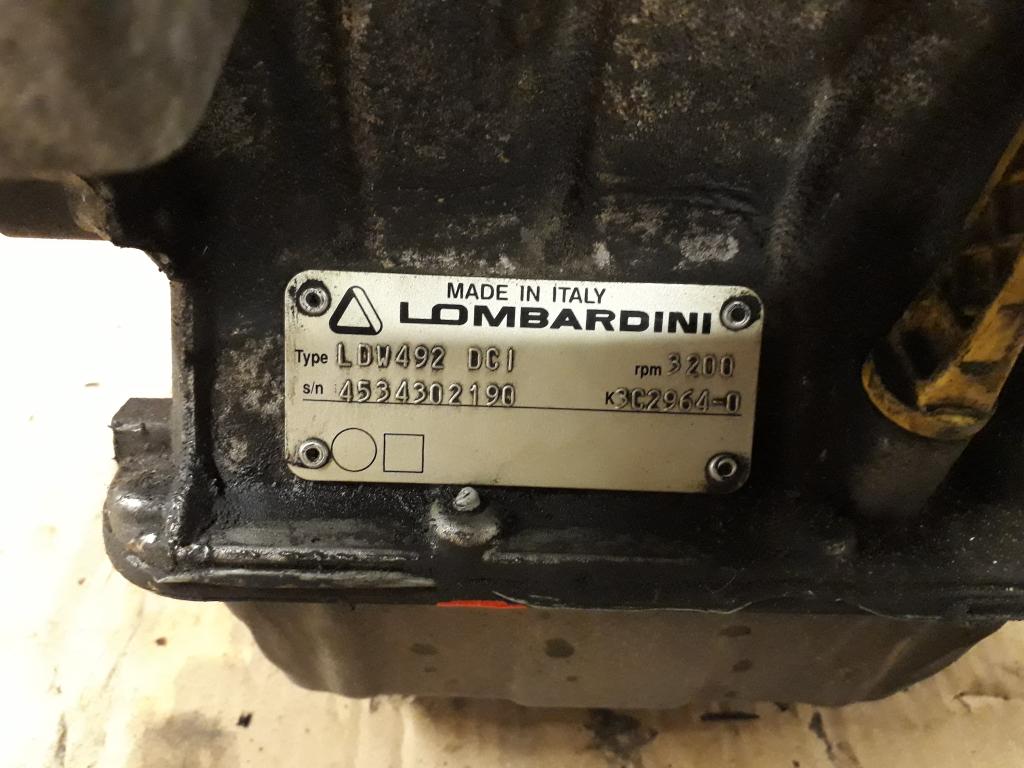 MADE IN ITALY
LOMBARDINI
Type LDW492 DCI rpm 3200
s/n 4534302190 K3C2964-0